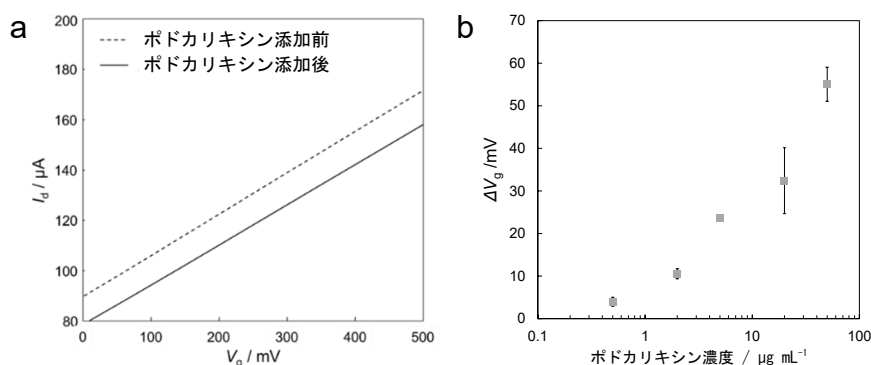 a
200
180
160
140
120
100
80
I_d / μA
ポドカリキシン添加前
ポドカリキシン添加後
0 100 200 300 400 500
V_g / mV
b
70
60
50
40
30
20
10
0
ΔV_g /mV
0.1 1 10 100
ポドカリキシン濃度 / μg mL⁻¹